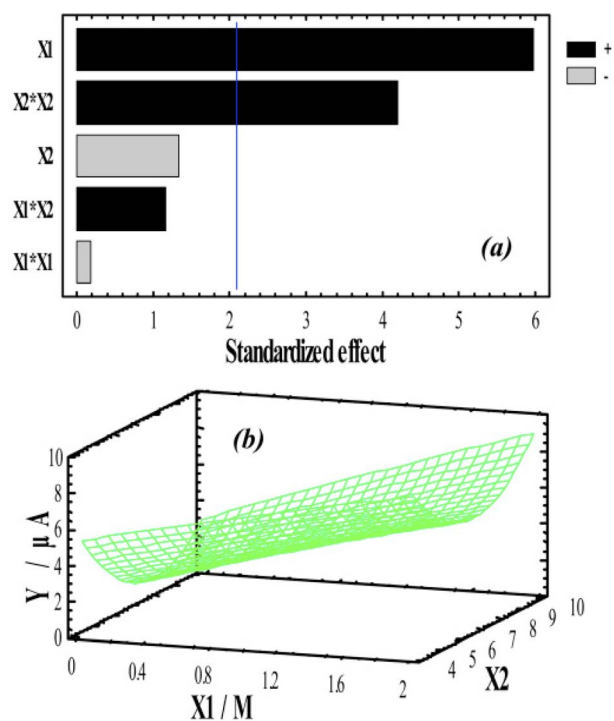 X1
+
X2*X2
-
X2
X1*X2
X1*X1
(a)
0 1 2 3 4 5 6
Standardized effect
(b)
10
8
6
4
2
0
Y / μ A
0 0.4 0.8 1.2 1.6 2
X1 / M
4 5 6 7 8 9 10
X2